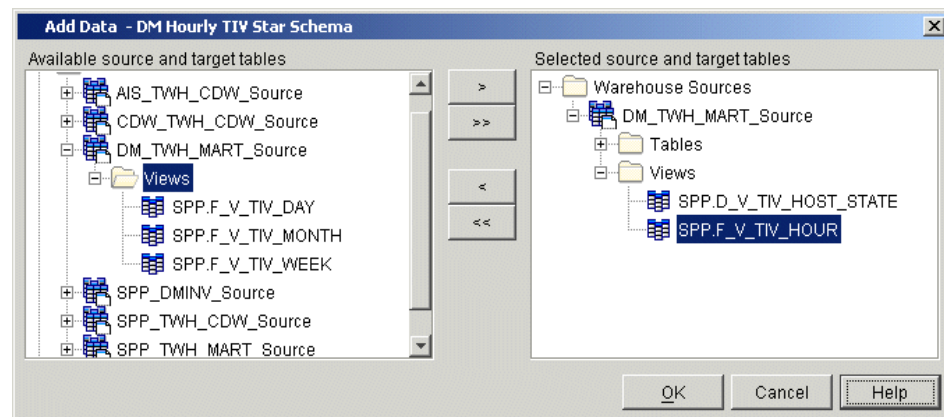 Add Data - DM Hourly TIV Star Schema
Available source and target tables
AIS_TWH_CDW_Source
CDW_TWH_CDW_Source
DM_TWH_MART_Source
Views
SPP.F_V_TIV_DAY
SPP.F_V_TIV_MONTH
SPP.F_V_TIV_WEEK
SPP_DMINV_Source
SPP_TWH_CDW_Source
SPP_TWH_MART_Source
>
>>
<
<<
Selected source and target tables
Warehouse Sources
DM_TWH_MART_Source
Tables
Views
SPP.D_V_TIV_HOST_STATE
SPP.F_V_TIV_HOUR
OK
Cancel
Help